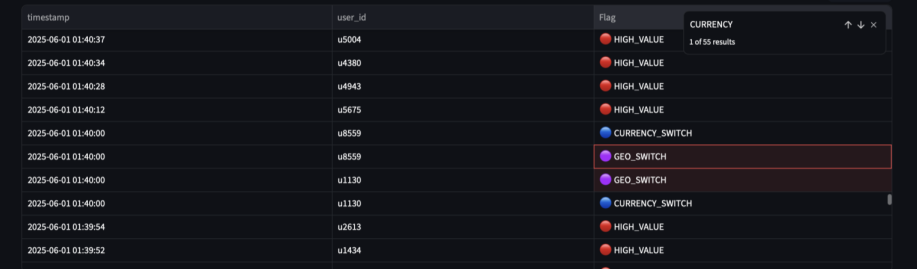 timestamp user_id Flag
CURRENCY
1 of 55 results
2025-06-01 01:40:37 u5004 HIGH_VALUE
2025-06-01 01:40:34 u4380 HIGH_VALUE
2025-06-01 01:40:28 u4943 HIGH_VALUE
2025-06-01 01:40:12 u5675 HIGH_VALUE
2025-06-01 01:40:00 u8559 CURRENCY_SWITCH
2025-06-01 01:40:00 u8559 GEO_SWITCH
2025-06-01 01:40:00 u1130 GEO_SWITCH
2025-06-01 01:40:00 u1130 CURRENCY_SWITCH
2025-06-01 01:39:54 u2613 HIGH_VALUE
2025-06-01 01:39:52 u1434 HIGH_VALUE